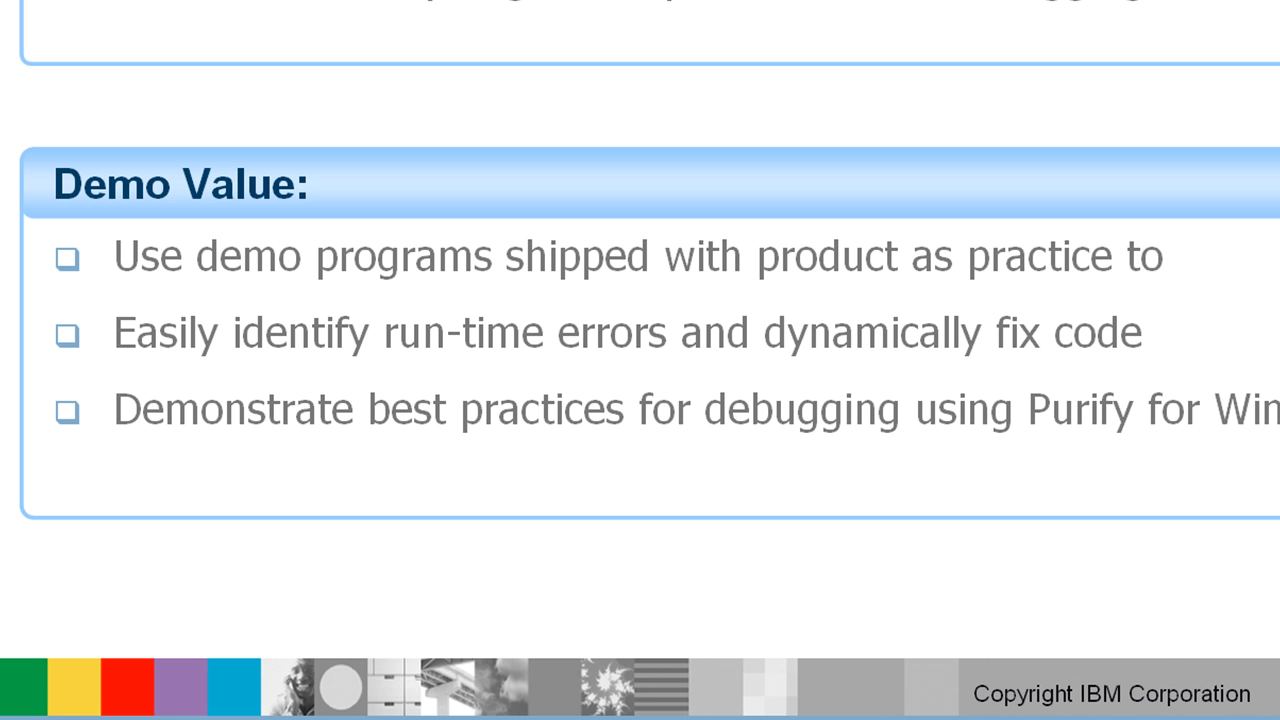 Demo Value:
Use demo programs shipped with product as practice to
Easily identify run-time errors and dynamically fix code
Demonstrate best practices for debugging using Purify for
Copyright IBM Corporation